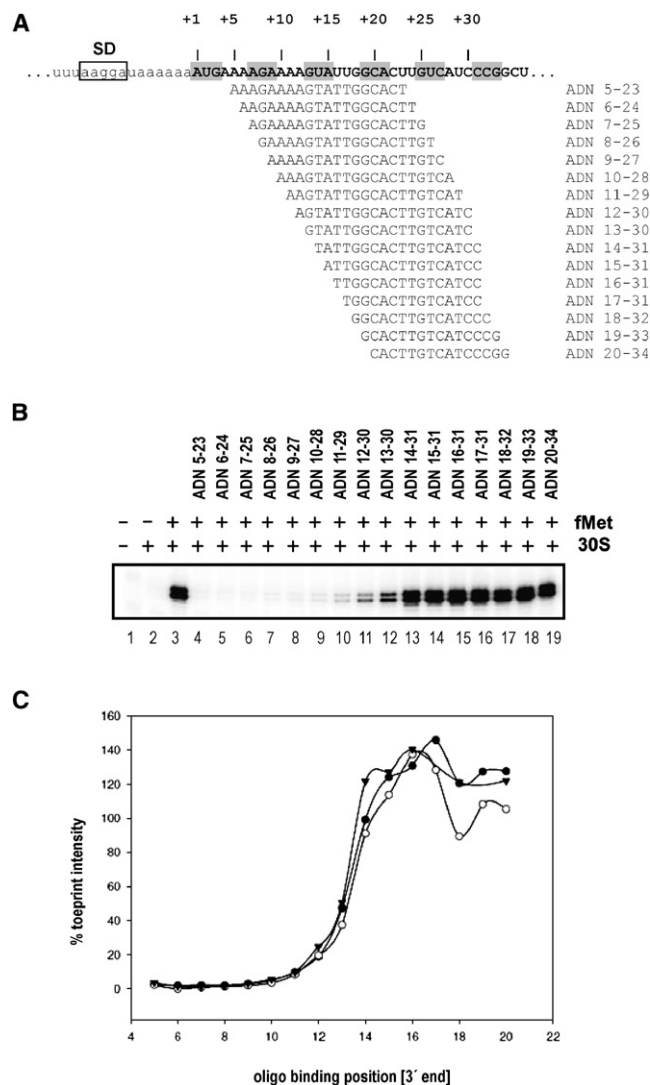 A
+1 +5 +10 +15 +20 +25 +30
SD
...uuuaaggauaaaaaaAUGAAAAGAAAAGUAUUGGCACUUGUCAUCCCGGCU...
AAAGAAAAGTATTGGCACT ADN 5-23
AAGAAAAGTATTGGCACTT ADN 6-24
AGAAAAGTATTGGCACTTG ADN 7-25
GAAAAGTATTGGCACTTGT ADN 8-26
AAAAGTATTGGCACTTGTC ADN 9-27
AAAGTATTGGCACTTGTCA ADN 10-28
AAGTATTGGCACTTGTCAT ADN 11-29
AGTATTGGCACTTGTCATC ADN 12-30
GTATTGGCACTTGTCATC ADN 13-30
TATTGGCACTTGTCATCC ADN 14-31
ATTGGCACTTGTCATCC ADN 15-31
TTGGCACTTGTCATCC ADN 16-31
TGGCACTTGTCATCC ADN 17-31
GGCACTTGTCATCCC ADN 18-32
GCACTTGTCATCCCG ADN 19-33
CACTTGTCATCCCGG ADN 20-34
B
ADN 5-23
ADN 6-24
ADN 7-25
ADN 8-26
ADN 9-27
ADN 10-28
ADN 11-29
ADN 12-30
ADN 13-30
ADN 14-31
ADN 15-31
ADN 16-31
ADN 17-31
ADN 18-32
ADN 19-33
ADN 20-34
− − + + + + + + + + + + + + + + + + + fMet
− + + + + + + + + + + + + + + + + + + 30S
1 2 3 4 5 6 7 8 9 10 11 12 13 14 15 16 17 18 19
C
160
140
120
100
80
60
40
20
0
% toeprint intensity
4 6 8 10 12 14 16 18 20 22
oligo binding position [3´ end]